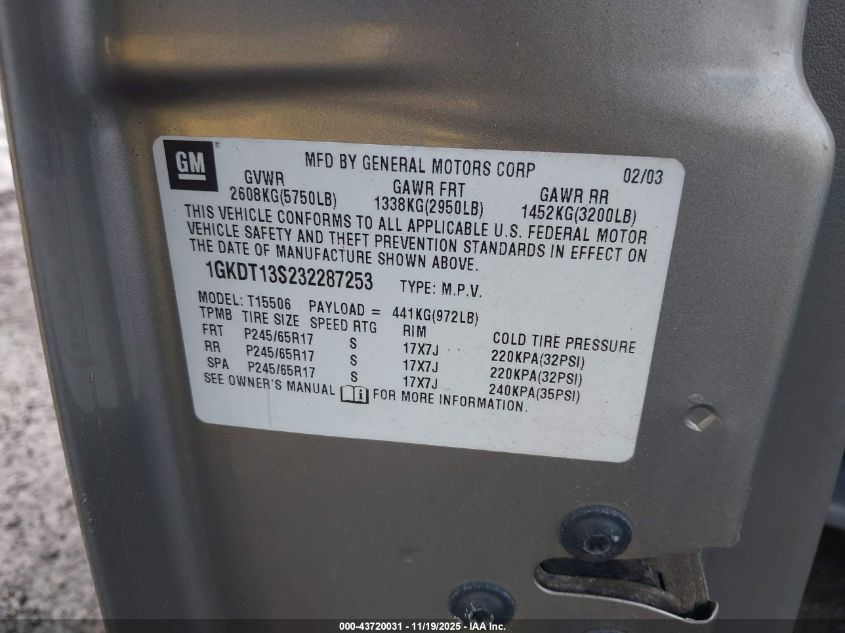 GM
MFD BY GENERAL MOTORS CORP 02/03
GVWR GAWR FRT GAWR RR
2608KG(5750LB) 1338KG(2950LB) 1452KG(3200LB)
THIS VEHICLE CONFORMS TO ALL APPLICABLE U.S. FEDERAL MOTOR
VEHICLE SAFETY AND THEFT PREVENTION STANDARDS IN EFFECT ON
THE DATE OF MANUFACTURE SHOWN ABOVE.
1GKDT13S232287253 TYPE: M.P.V.
MODEL: T15506 PAYLOAD = 441KG(972LB)
TPMB TIRE SIZE SPEED RTG RIM COLD TIRE PRESSURE
FRT P245/65R17 S 17X7J 220KPA(32PSI)
RR P245/65R17 S 17X7J 220KPA(32PSI)
SPA P245/65R17 S 17X7J 240KPA(35PSI)
SEE OWNER'S MANUAL FOR MORE INFORMATION.
000-43720031 - 11/19/2025 - IAA Inc.